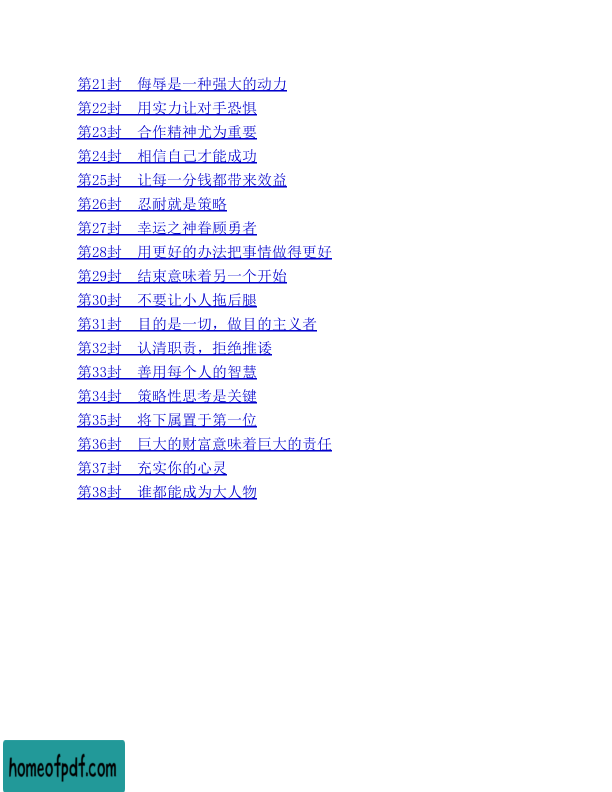 第21封　侮辱是一种强大的动力
第22封　用实力让对手恐惧
第23封　合作精神尤为重要
第24封　相信自己才能成功
第25封　让每一分钱都带来效益
第26封　忍耐就是策略
第27封　幸运之神眷顾勇者
第28封　用更好的办法把事情做得更好
第29封　结束意味着另一个开始
第30封　不要让小人拖后腿
第31封　目的是一切，做目的主义者
第32封　认清职责，拒绝推诿
第33封　善用每个人的智慧
第34封　策略性思考是关键
第35封　将下属置于第一位
第36封　巨大的财富意味着巨大的责任
第37封　充实你的心灵
第38封　谁都能成为大人物
homeofpdf.com